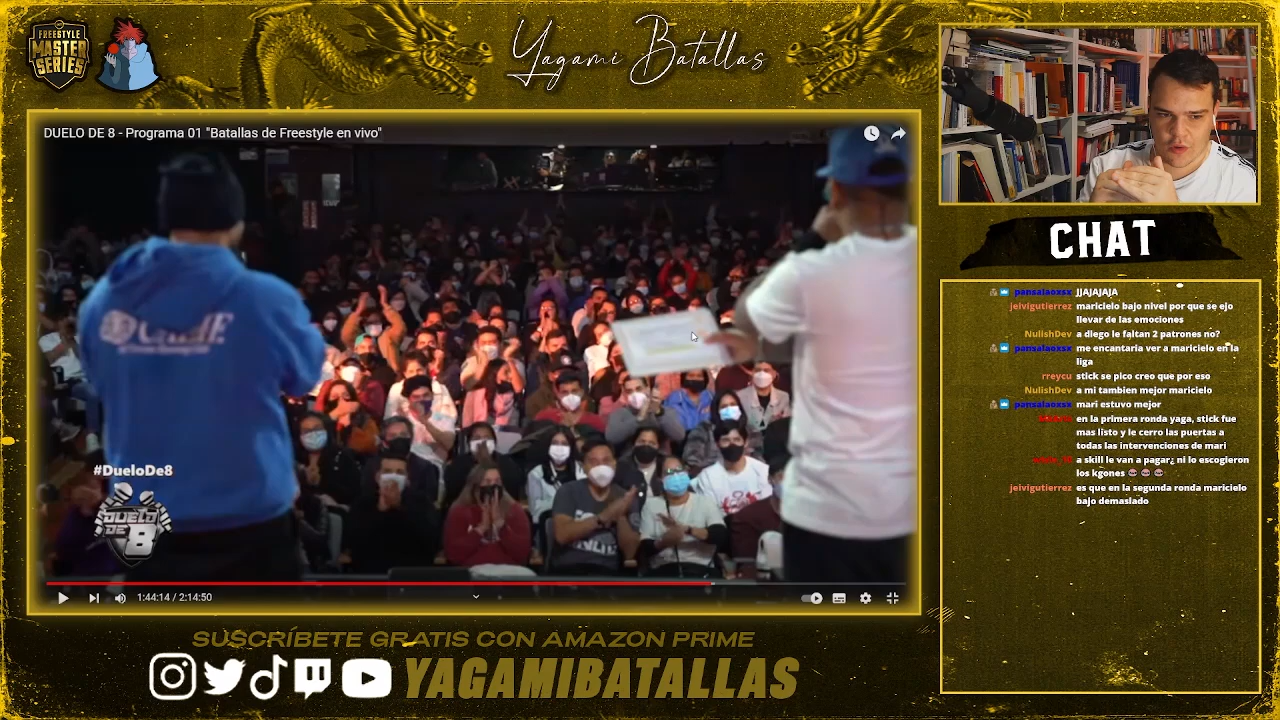 FREESTYLE
MASTER
SERIES
Yagami Batallas
DUELO DE 8 - Programa 01 "Batallas de Freestyle en vivo"
#DueloDe8
DUELO
DE 8
1:44:14 / 2:14:50
SUSCRÍBETE GRATIS CON AMAZON PRIME
YAGAMIBATALLAS
CHAT
pansalaoxsx JJAJAJAJA
jeivigutierrez maricielo bajo nivel por que se ejo
llevar de las emociones
NulishDev a diego le faltan 2 patrones no?
pansalaoxsx me encantaria ver a maricielo en la
liga
rreycu stick se pico creo que por eso
NulishDev a mi tambien mejor maricielo
pansalaoxsx mari estuvo mejor
en la primera ronda yaga, stick fue
mas listo y le cerro las puertas a
todas las intervenciones de mari
a skill le van a pagar¿ ni lo escogieron
los kgones
jeivigutierrez es que en la segunda ronda maricielo
bajo demasiado